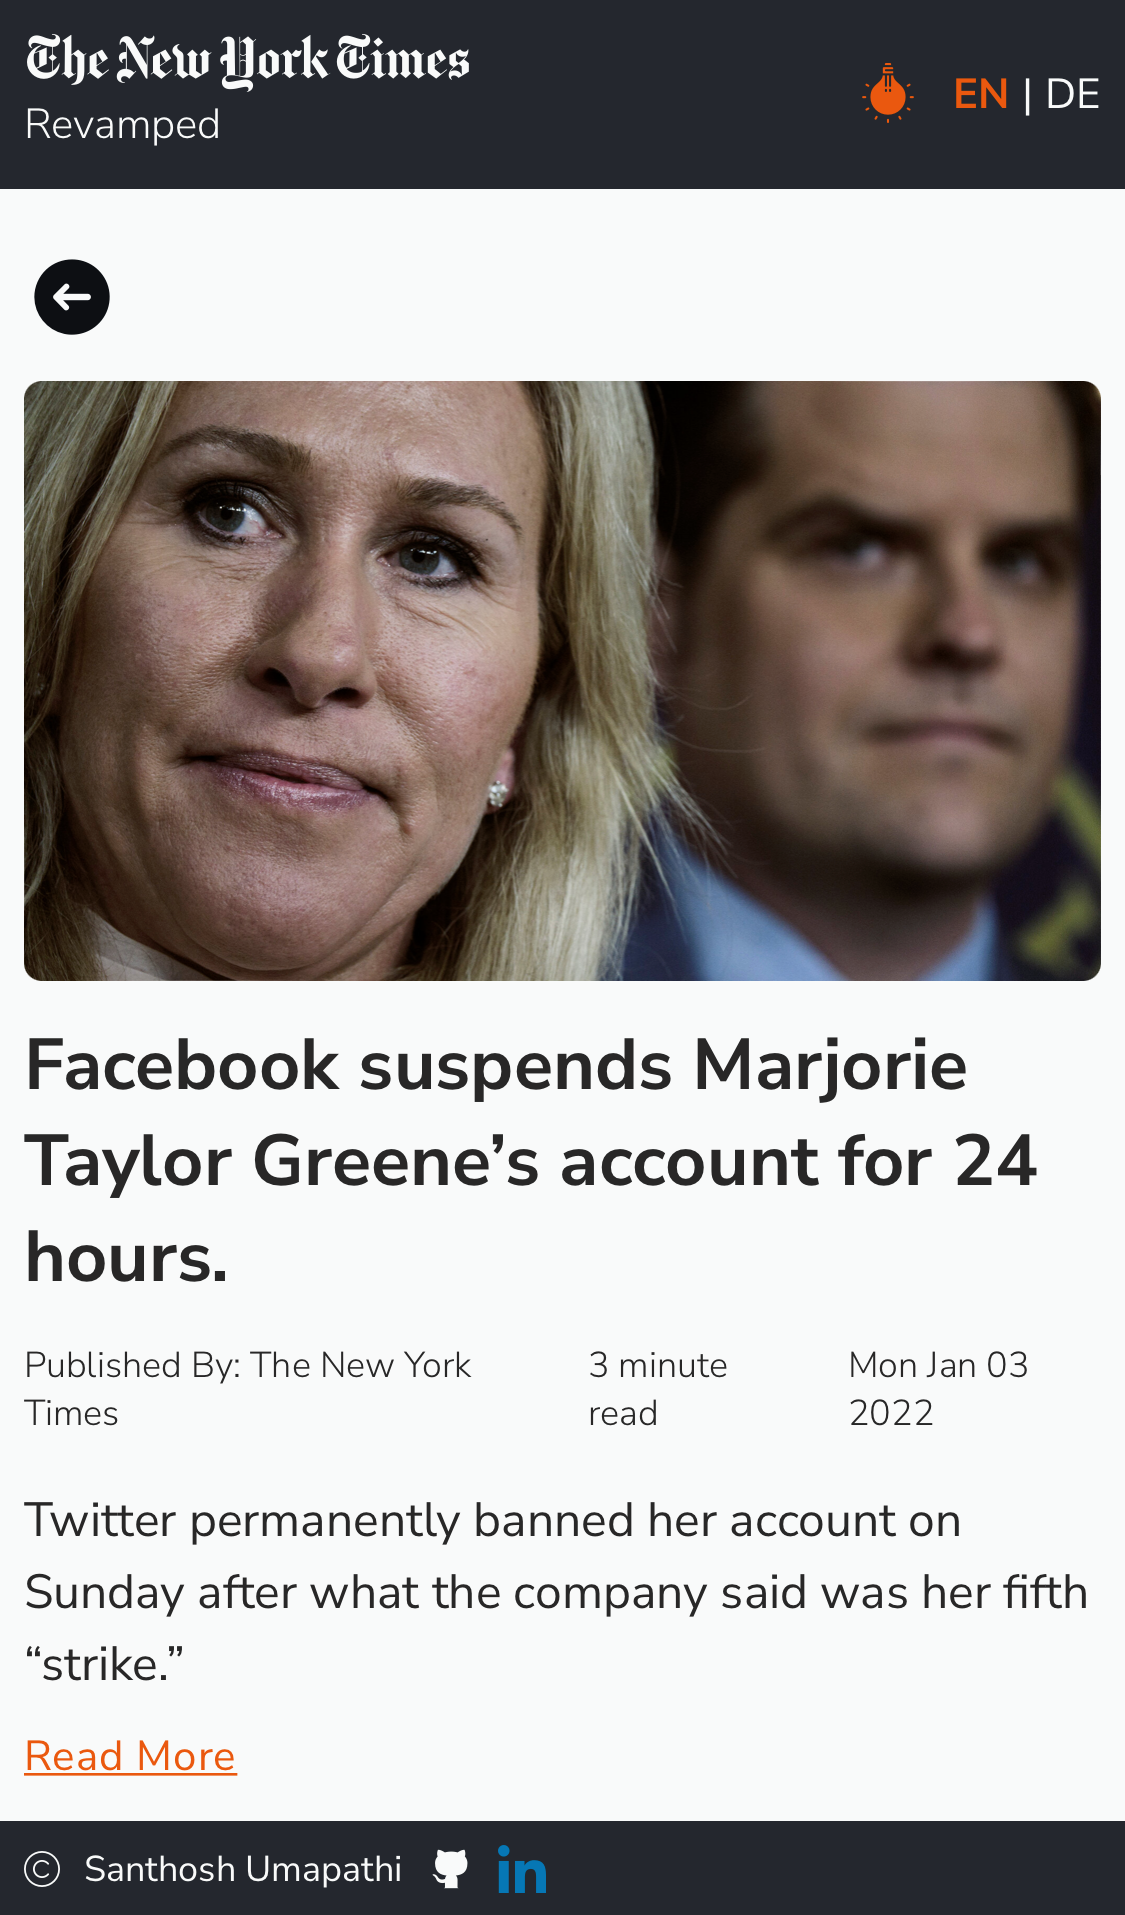 The New York Times
Revamped
EN | DE
Facebook suspends Marjorie
Taylor Greene’s account for 24
hours.
Published By: The New York
Times
3 minute
read
Mon Jan 03
2022
Twitter permanently banned her account on
Sunday after what the company said was her fifth
“strike.”
Read More
© Santhosh Umapathi in